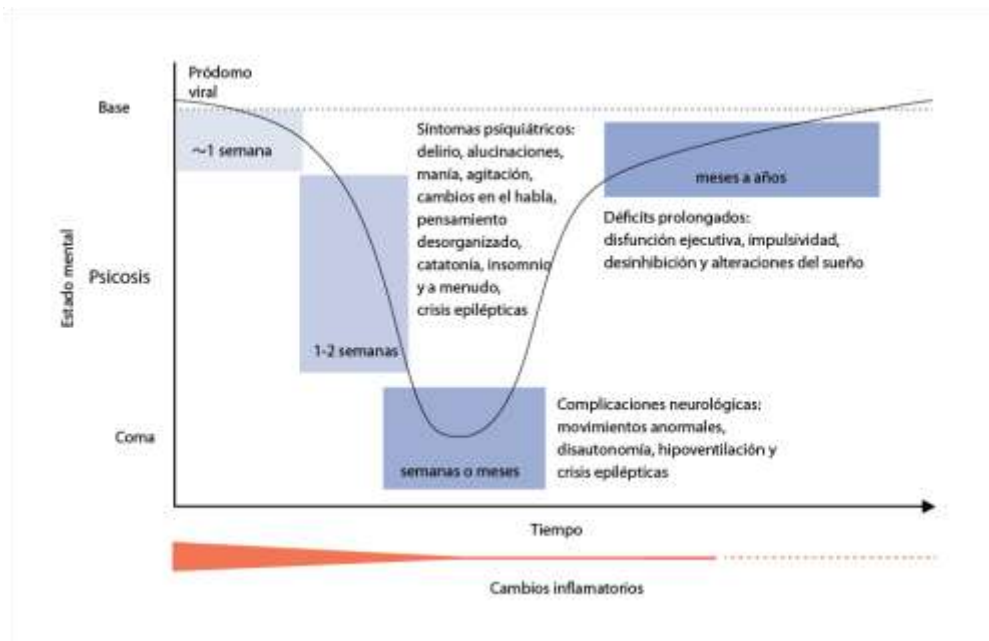 Pródomo
viral
Base
~1 semana
Síntomas psiquiátricos:
delirio, alucinaciones,
manía, agitación,
cambios en el habla,
pensamiento
desorganizado,
catatonía, insomnio
y a menudo,
crisis epilépticas
meses a años
Déficits prolongados:
disfunción ejecutiva, impulsividad,
desinhibición y alteraciones del sueño
Estado mental
Psicosis
1-2 semanas
Complicaciones neurológicas:
movimientos anormales,
disautonomía, hipoventilación y
crisis epilépticas
Coma
semanas o meses
Tiempo
Cambios inflamatorios